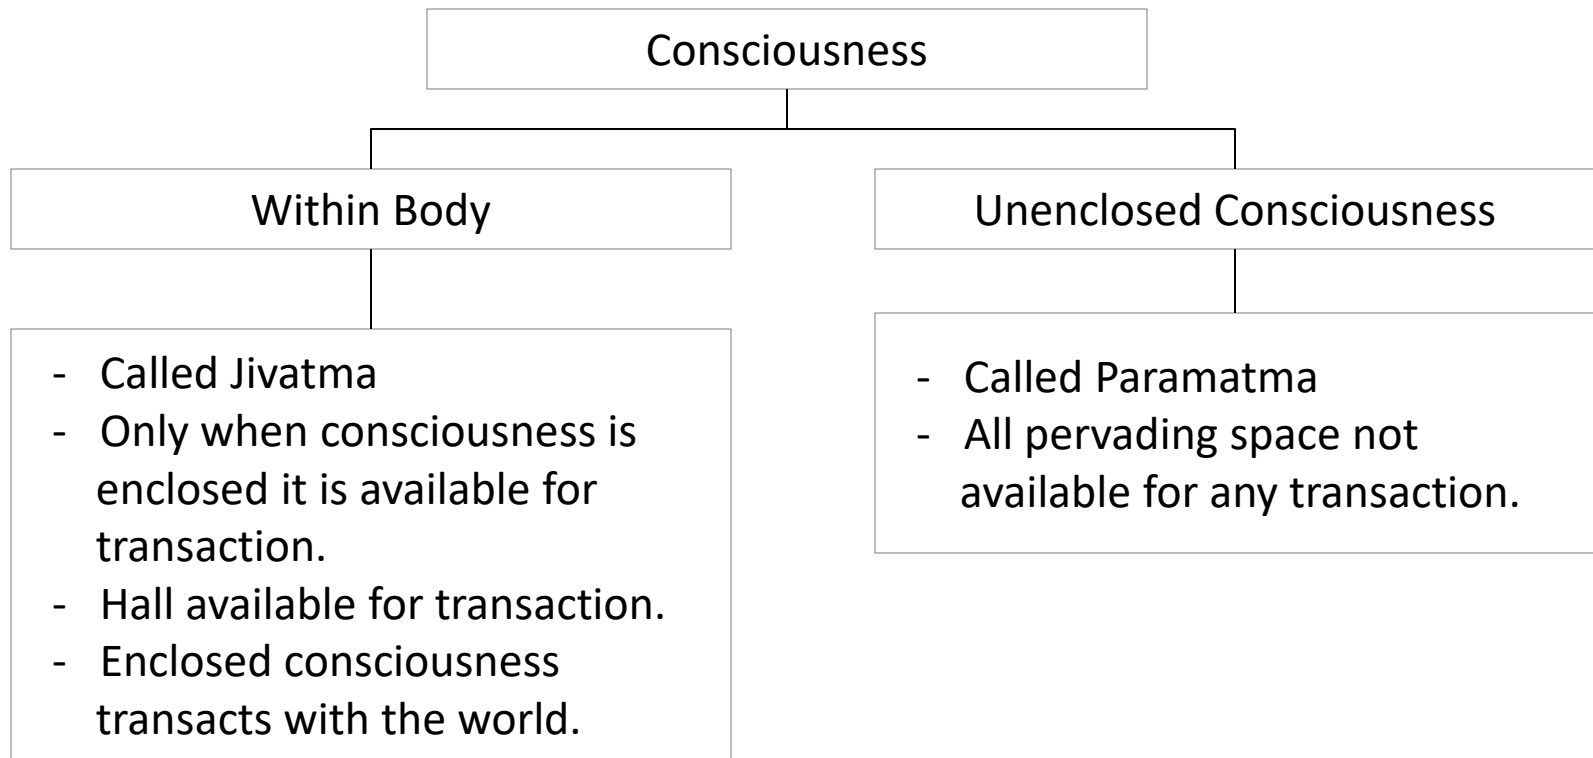 Consciousness
Within Body
Unenclosed Consciousness
- Called Jivatma
- Only when consciousness is
enclosed it is available for
transaction.
- Hall available for transaction.
- Enclosed consciousness
transacts with the world.
- Called Paramatma
- All pervading space not
available for any transaction.